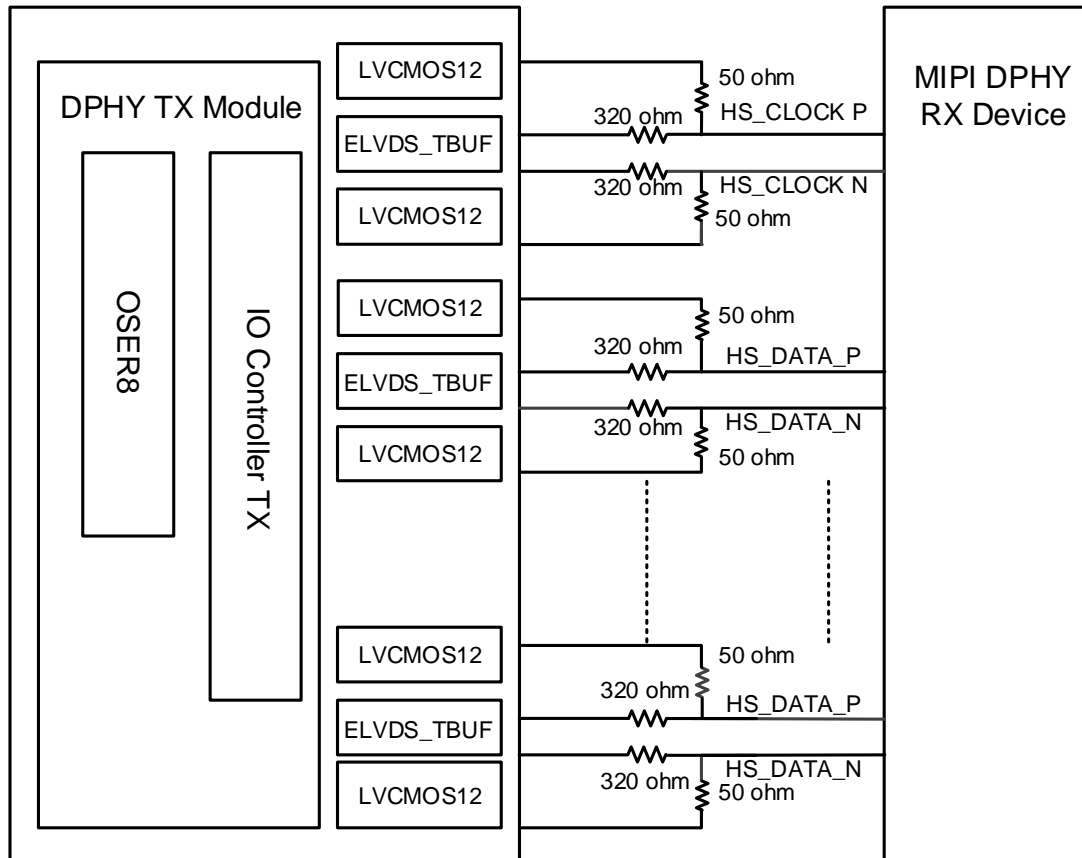 DPHY TX Module
OSER8
IO Controller TX
LVCMOS12
ELVDS_TBUF
LVCMOS12
50 ohm
320 ohm
HS_CLOCK P
320 ohm
HS_CLOCK N
50 ohm
LVCMOS12
ELVDS_TBUF
LVCMOS12
50 ohm
320 ohm
HS_DATA_P
320 ohm
HS_DATA_N
50 ohm
LVCMOS12
ELVDS_TBUF
LVCMOS12
50 ohm
320 ohm
HS_DATA_P
320 ohm
HS_DATA_N
50 ohm
MIPI DPHY
RX Device